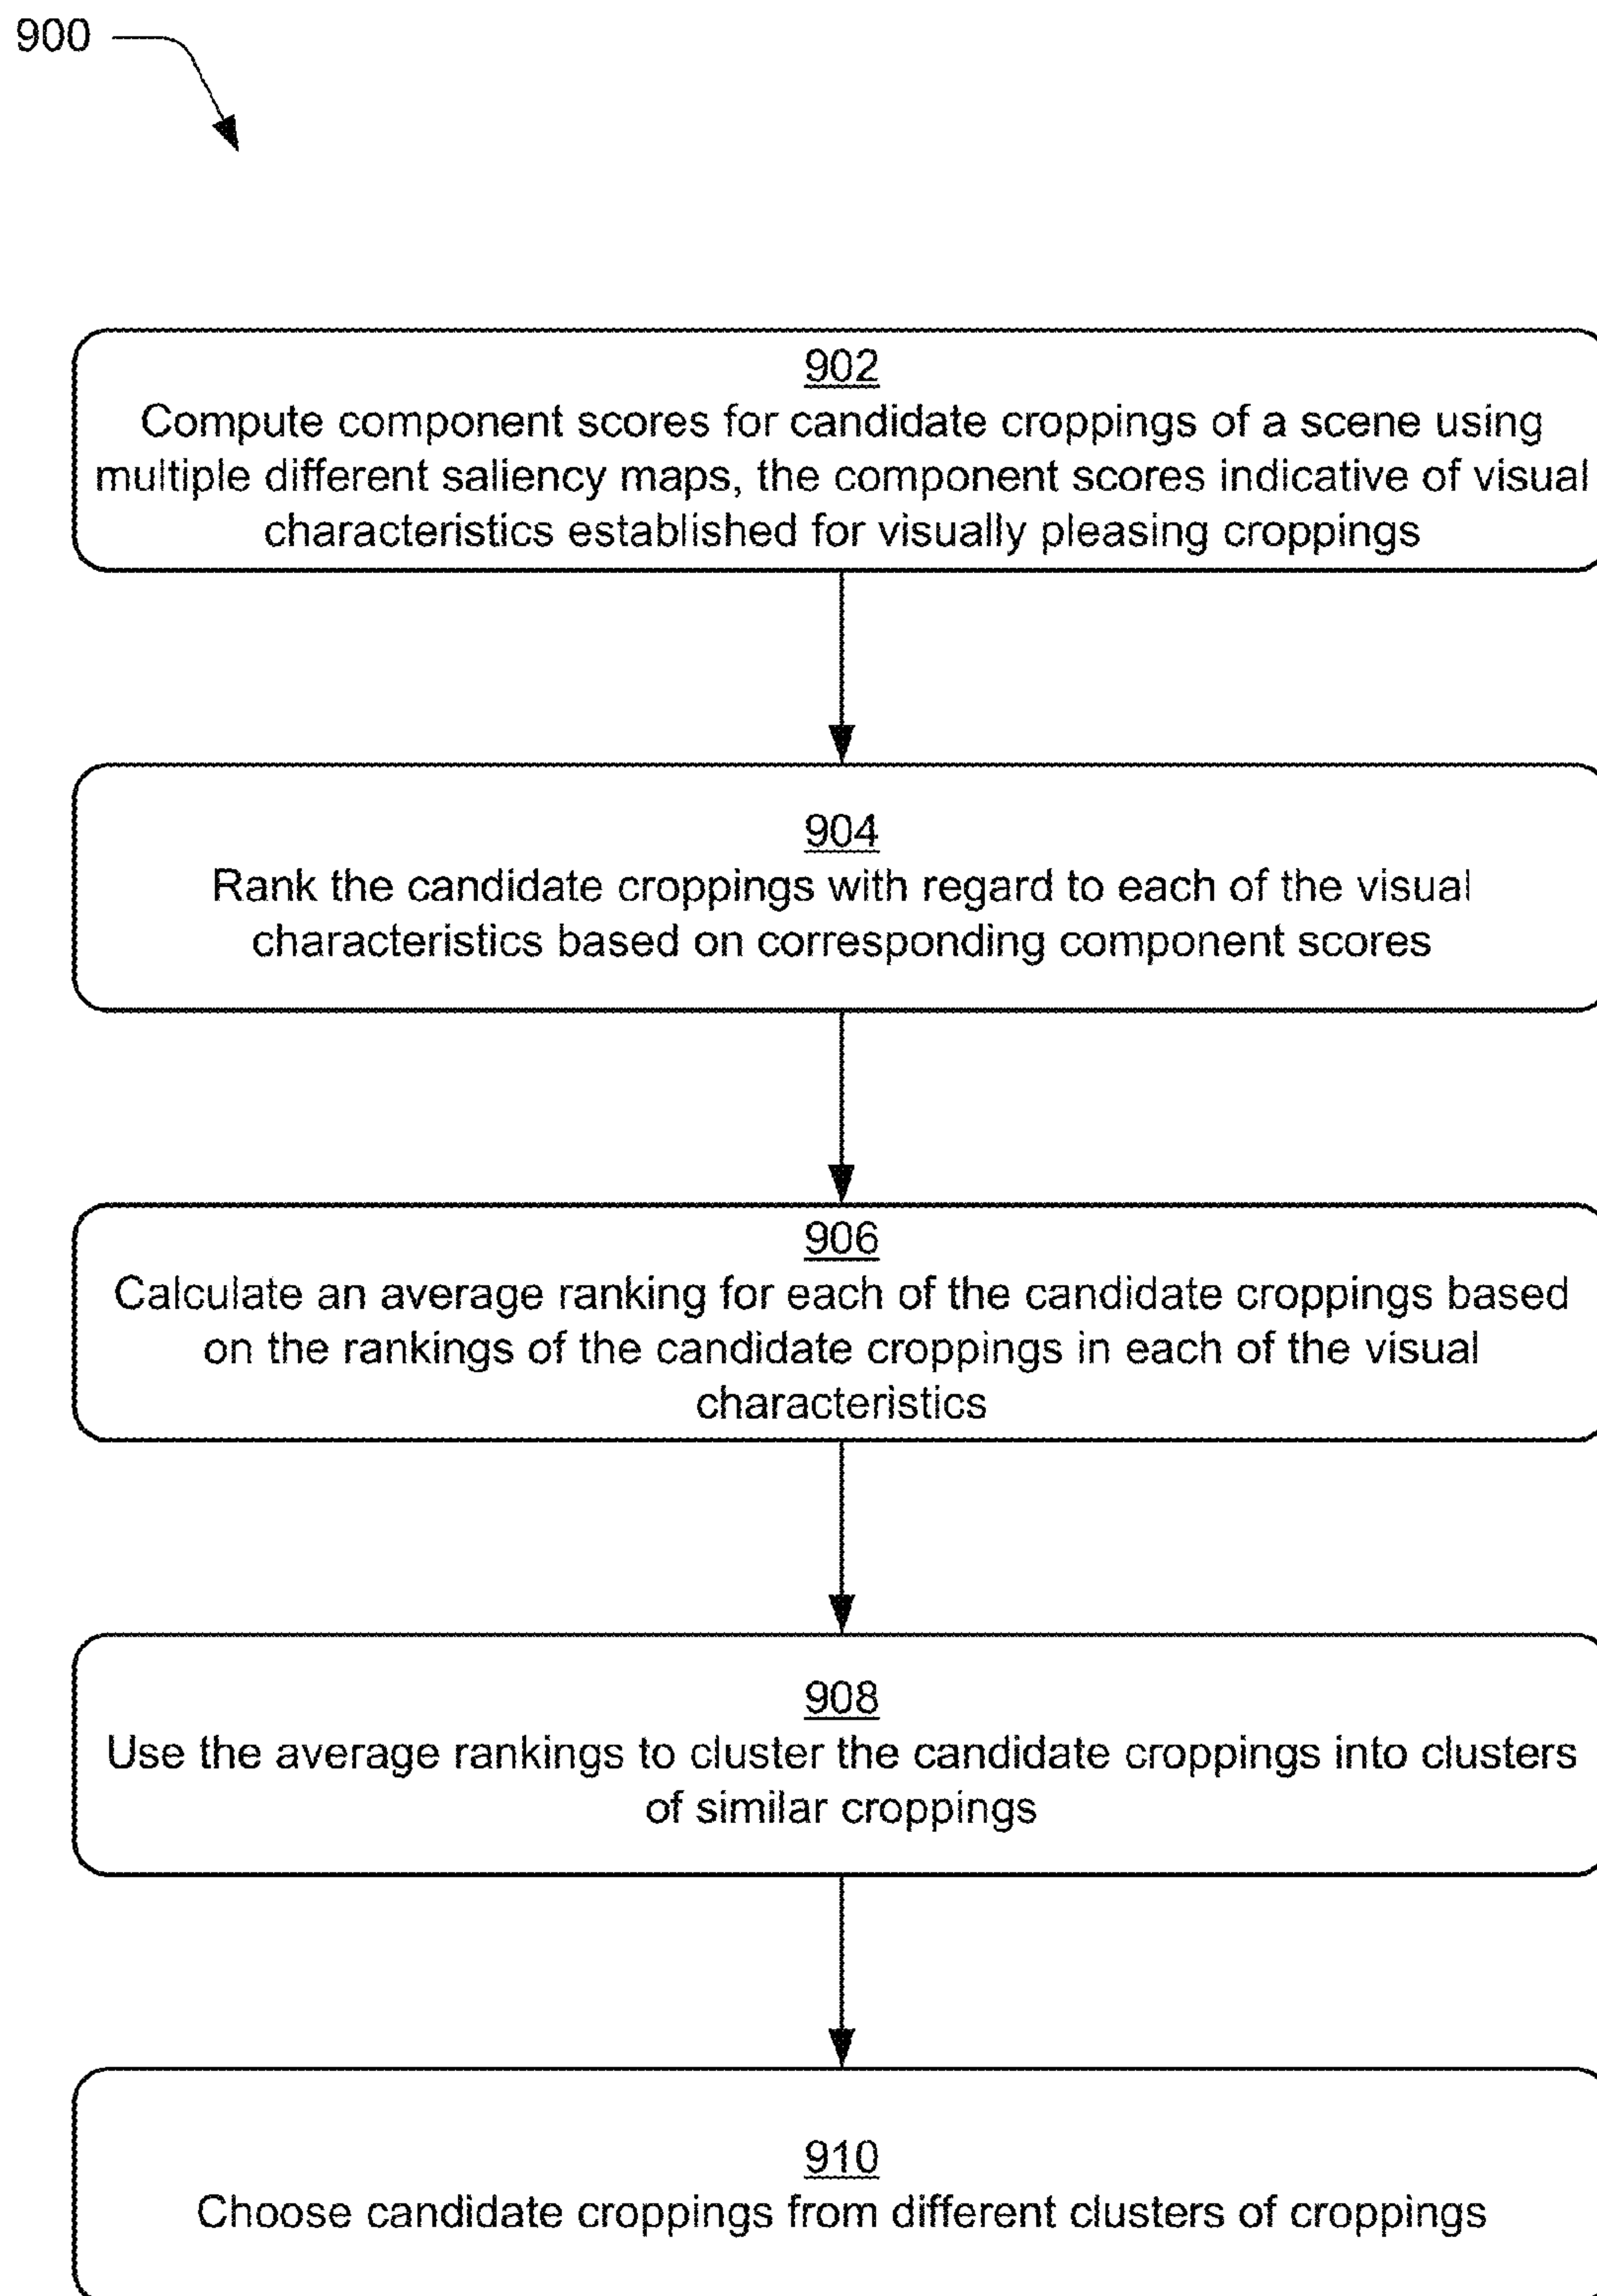 900
902
Compute component scores for candidate croppings of a scene using
multiple different saliency maps, the component scores indicative of visual
characteristics established for visually pleasing croppings
904
Rank the candidate croppings with regard to each of the visual
characteristics based on corresponding component scores
906
Calculate an average ranking for each of the candidate croppings based
on the rankings of the candidate croppings in each of the visual
characteristics
908
Use the average rankings to cluster the candidate croppings into clusters
of similar croppings
910
Choose candidate croppings from different clusters of croppings